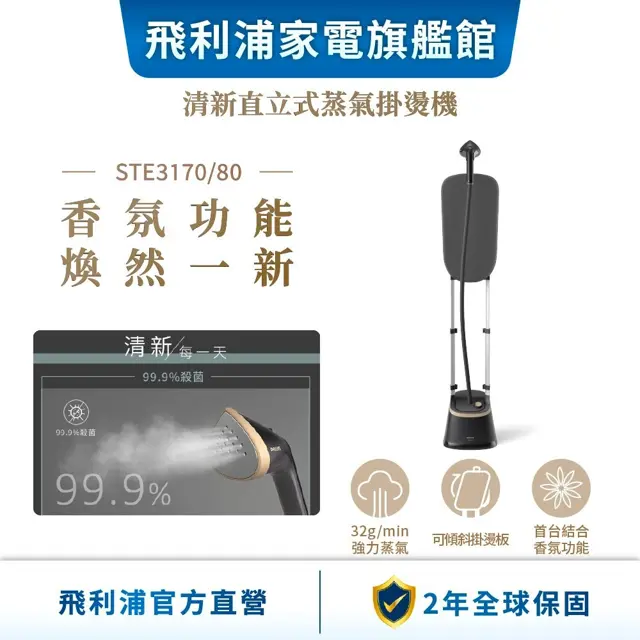 飛利浦家電旗艦館
清新直立式蒸氣掛燙機
STE3170/80
香氛功能
煥然一新
清新/每一天
99.9%殺菌
99.9%殺菌
99.9%
32g/min
強力蒸氣
可傾斜掛燙板
首台結合
香氛功能
飛利浦官方直營
2年全球保固